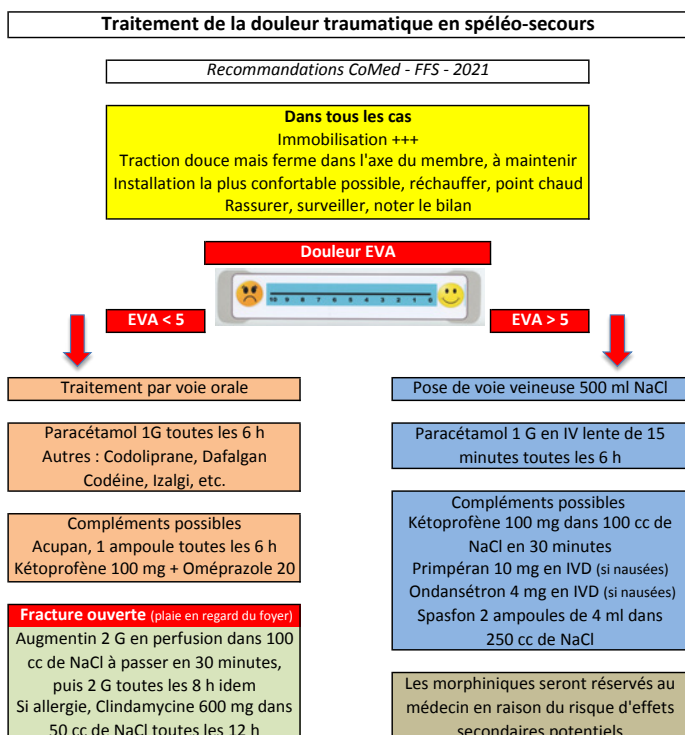 Traitement de la douleur traumatique en spéléo-secours
Recommandations CoMed - FFS - 2021
Dans tous les cas
Immobilisation +++
Traction douce mais ferme dans l'axe du membre, à maintenir
Installation la plus confortable possible, réchauffer, point chaud
Rassurer, surveiller, noter le bilan
Douleur EVA
10 9 8 7 6 5 4 3 2 1 0
EVA < 5
EVA > 5
Traitement par voie orale
Paracétamol 1G toutes les 6 h
Autres : Codoliprane, Dafalgan
Codéine, Izalgi, etc.
Compléments possibles
Acupan, 1 ampoule toutes les 6 h
Kétoprofène 100 mg + Oméprazole 20
Fracture ouverte (plaie en regard du foyer)
Augmentin 2 G en perfusion dans 100
cc de NaCl à passer en 30 minutes,
puis 2 G toutes les 8 h idem
Si allergie, Clindamycine 600 mg dans
50 cc de NaCl toutes les 12 h
Pose de voie veineuse 500 ml NaCl
Paracétamol 1 G en IV lente de 15
minutes toutes les 6 h
Compléments possibles
Kétoprofène 100 mg dans 100 cc de
NaCl en 30 minutes
Primpéran 10 mg en IVD (si nausées)
Ondansétron 4 mg en IVD (si nausées)
Spasfon 2 ampoules de 4 ml dans
250 cc de NaCl
Les morphiniques seront réservés au
médecin en raison du risque d'effets
secondaires potentiels